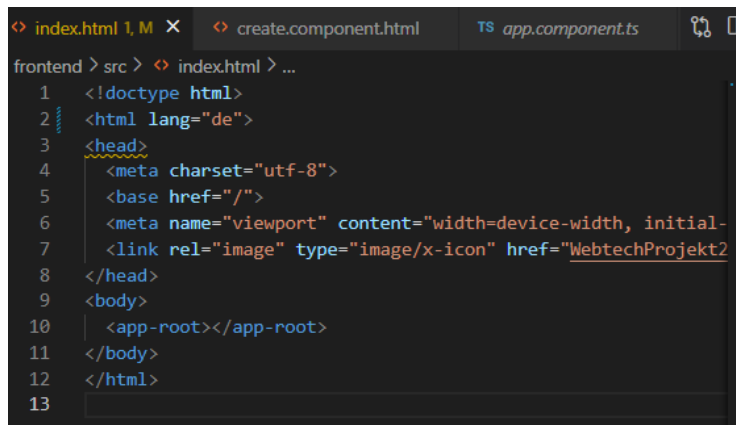 index.html 1, M create.component.html TS app.component.ts
frontend > src > index.html > ...
1 <!doctype html>
2 <html lang="de">
3 <head>
4 <meta charset="utf-8">
5 <base href="/">
6 <meta name="viewport" content="width=device-width, initial-
7 <link rel="image" type="image/x-icon" href="WebtechProjekt2
8 </head>
9 <body>
10 <app-root></app-root>
11 </body>
12 </html>
13